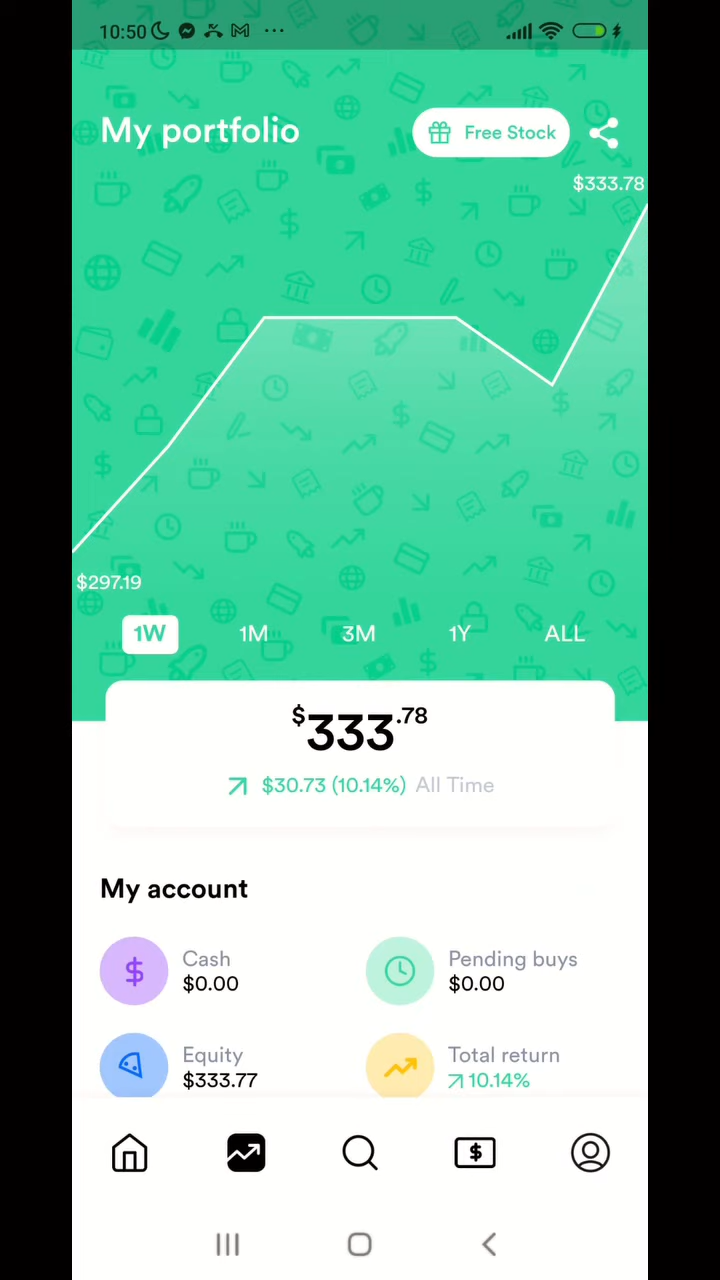 10:50
My portfolio
Free Stock
$333.78
$297.19
1W 1M 3M 1Y ALL
$333.78
$30.73 (10.14%) All Time
My account
Cash
$0.00
Pending buys
$0.00
Equity
$333.77
Total return
10.14%